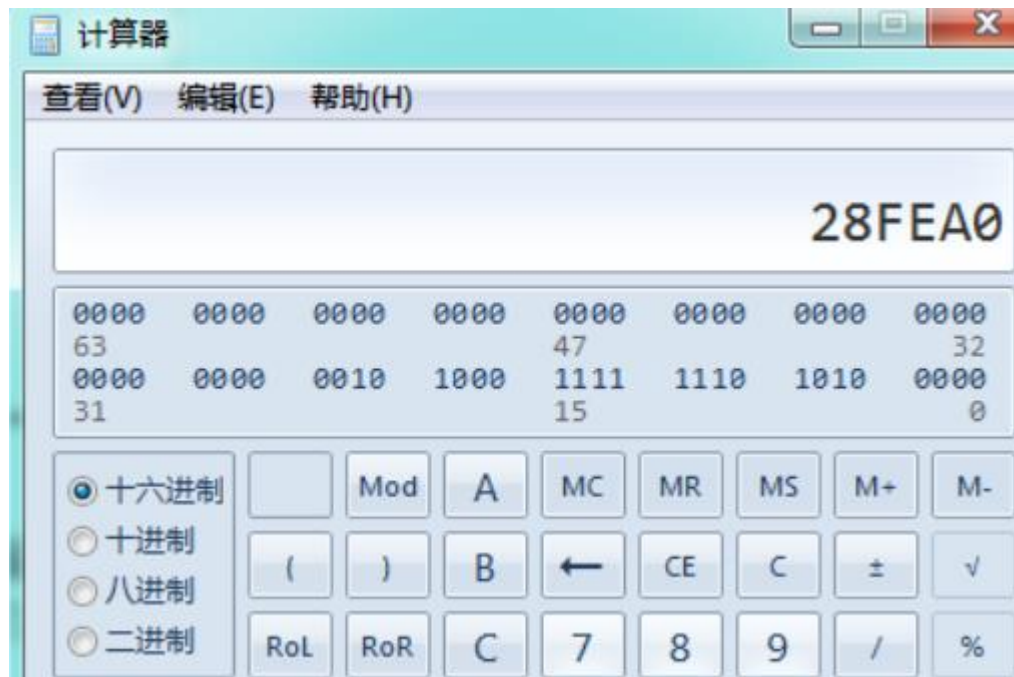 计算器
查看(V) 编辑(E) 帮助(H)
28FEA0
0000 0000 0000 0000 0000 0000 0000 0000
63 47 32
0000 0000 0010 1000 1111 1110 1010 0000
31 15 0
十六进制 Mod A MC MR MS M+ M-
十进制
( ) B ← CE C ± √
八进制
二进制 RoL RoR C 7 8 9 / %